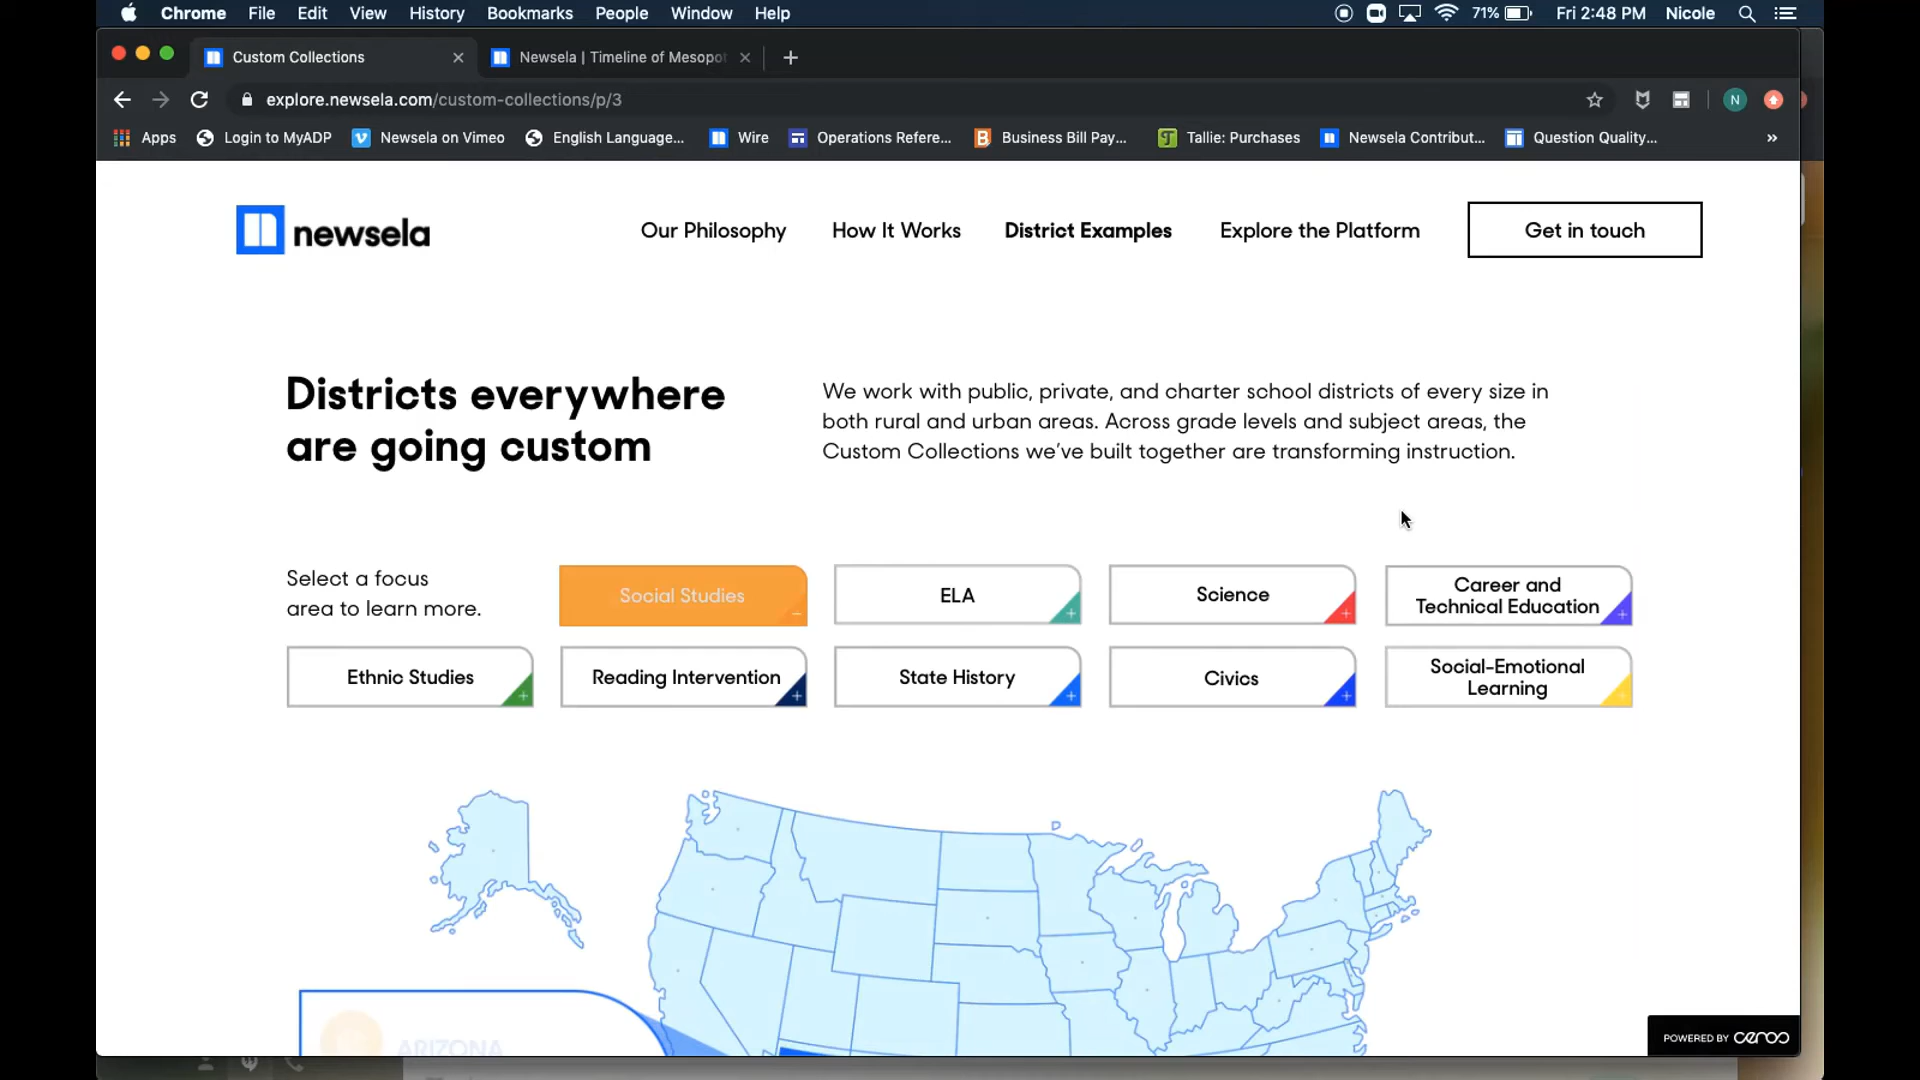 Chrome File Edit View History Bookmarks People Window Help 71% Fri 2:48 PM Nicole
Custom Collections Newsela | Timeline of Mesopot
explore.newsela.com/custom-collections/p/3 N
Apps Login to MyADP Newsela on Vimeo English Language... Wire Operations Refere... Business Bill Pay... Tallie: Purchases Newsela Contribut... Question Quality... »
newsela Our Philosophy How It Works District Examples Explore the Platform Get in touch
Districts everywhere
are going custom
We work with public, private, and charter school districts of every size in
both rural and urban areas. Across grade levels and subject areas, the
Custom Collections we've built together are transforming instruction.
Select a focus
area to learn more.
Social Studies
ELA
Science
Career and
Technical Education
Ethnic Studies
Reading Intervention
State History
Civics
Social-Emotional
Learning
ARIZONA
POWERED BY ceros